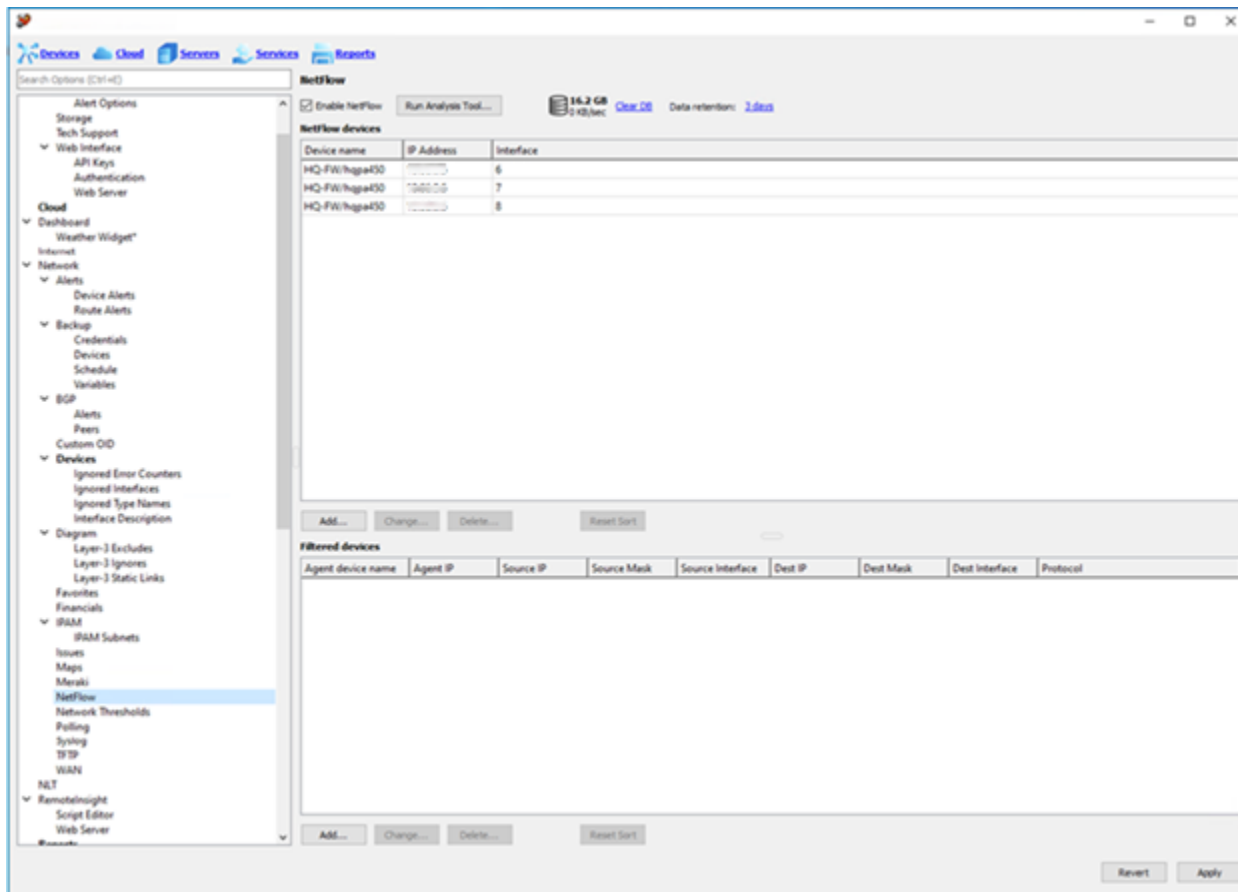 Devices Cloud Servers Services Reports
Search Options (Ctrl+E)
Alert Options
Storage
Tech Support
Web Interface
API Keys
Authentication
Web Server
Cloud
Dashboard
Weather Widget*
Internet
Network
Alerts
Device Alerts
Route Alerts
Backup
Credentials
Devices
Schedule
Variables
BGP
Alerts
Peers
Custom OID
Devices
Ignored Error Counters
Ignored Interfaces
Ignored Type Names
Interface Description
Diagram
Layer-3 Excludes
Layer-3 Ignores
Layer-3 Static Links
Favorites
Financials
IPAM
IPAM Subnets
Issues
Maps
Meraki
NetFlow
Network Thresholds
Polling
Syslog
TFTP
WAN
NLT
RemoteInsight
Script Editor
Web Server
Reports
NetFlow
Enable NetFlow Run Analysis Tool... 16.2 GB Clear DB Data retention: 3 days
0 KB/sec
NetFlow devices
Device name IP Address Interface
HQ-FW/hqpa450 6
HQ-FW/hqpa450 7
HQ-FW/hqpa450 8
Add... Change... Delete... Reset Sort
Filtered devices
Agent device name Agent IP Source IP Source Mask Source Interface Dest IP Dest Mask Dest Interface Protocol
Add... Change... Delete... Reset Sort
Revert Apply